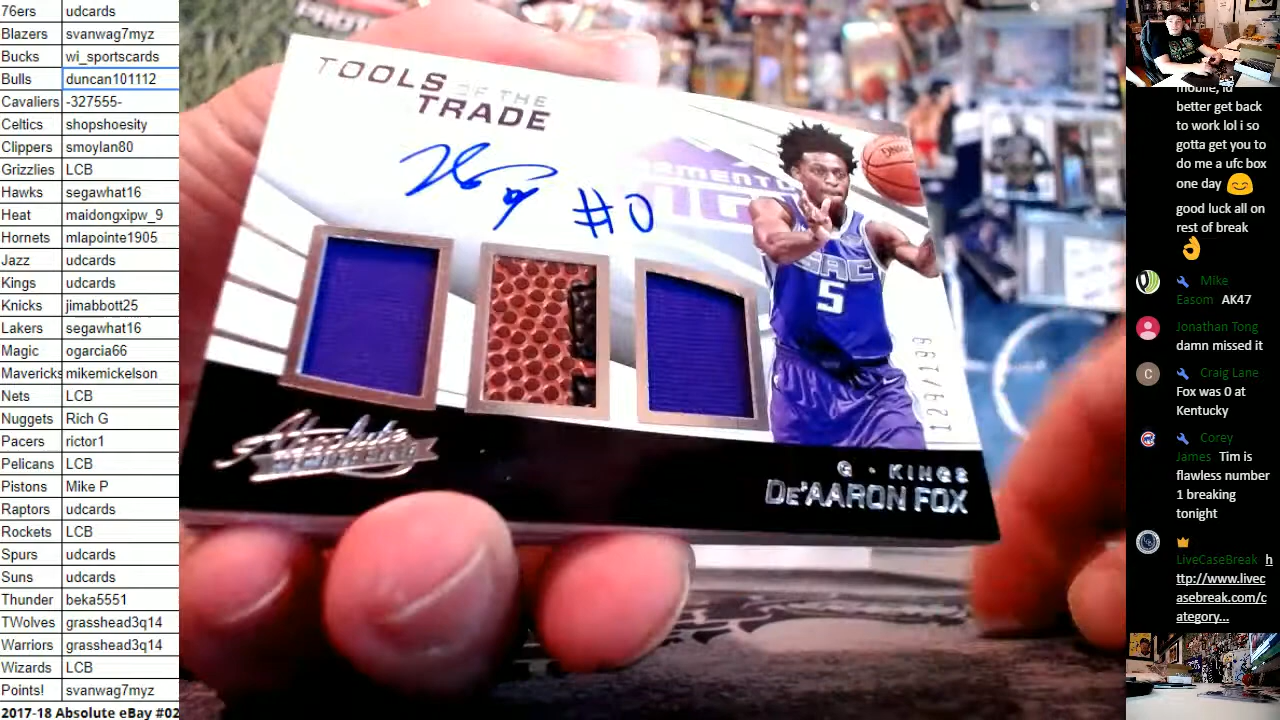 76ers udcards
Blazers svanwag7myz
Bucks wi_sportscards
Bulls duncan101112
Cavaliers -327555-
Celtics shopshoesity
Clippers smoylan80
Grizzlies LCB
Hawks segawhat16
Heat maidongxipw_9
Hornets mlapointe1905
Jazz udcards
Kings udcards
Knicks jimabbott25
Lakers segawhat16
Magic ogarcia66
Mavericks mikemickelson
Nets LCB
Nuggets Rich G
Pacers rictor1
Pelicans LCB
Pistons Mike P
Raptors udcards
Rockets LCB
Spurs udcards
Suns udcards
Thunder beka5551
TWolves grasshead3q14
Warriors grasshead3q14
Wizards LCB
Points! svanwag7myz
2017-18 Absolute eBay #02
TOOLS OF THE
TRADE
#0
SAC
5
Absolute
G - KINGS
DE'AARON FOX
mobile, id
better get back
to work lol i so
gotta get you to
do me a ufc box
one day 😊
good luck all on
rest of break
👌
Mike
Easom AK47
Jonathan Tong
damn missed it
C Craig Lane
Fox was 0 at
Kentucky
Corey
James Tim is
flawless number
1 breaking
tonight
LiveCaseBreak h
ttp://www.livec
asebreak.com/c
ategory...